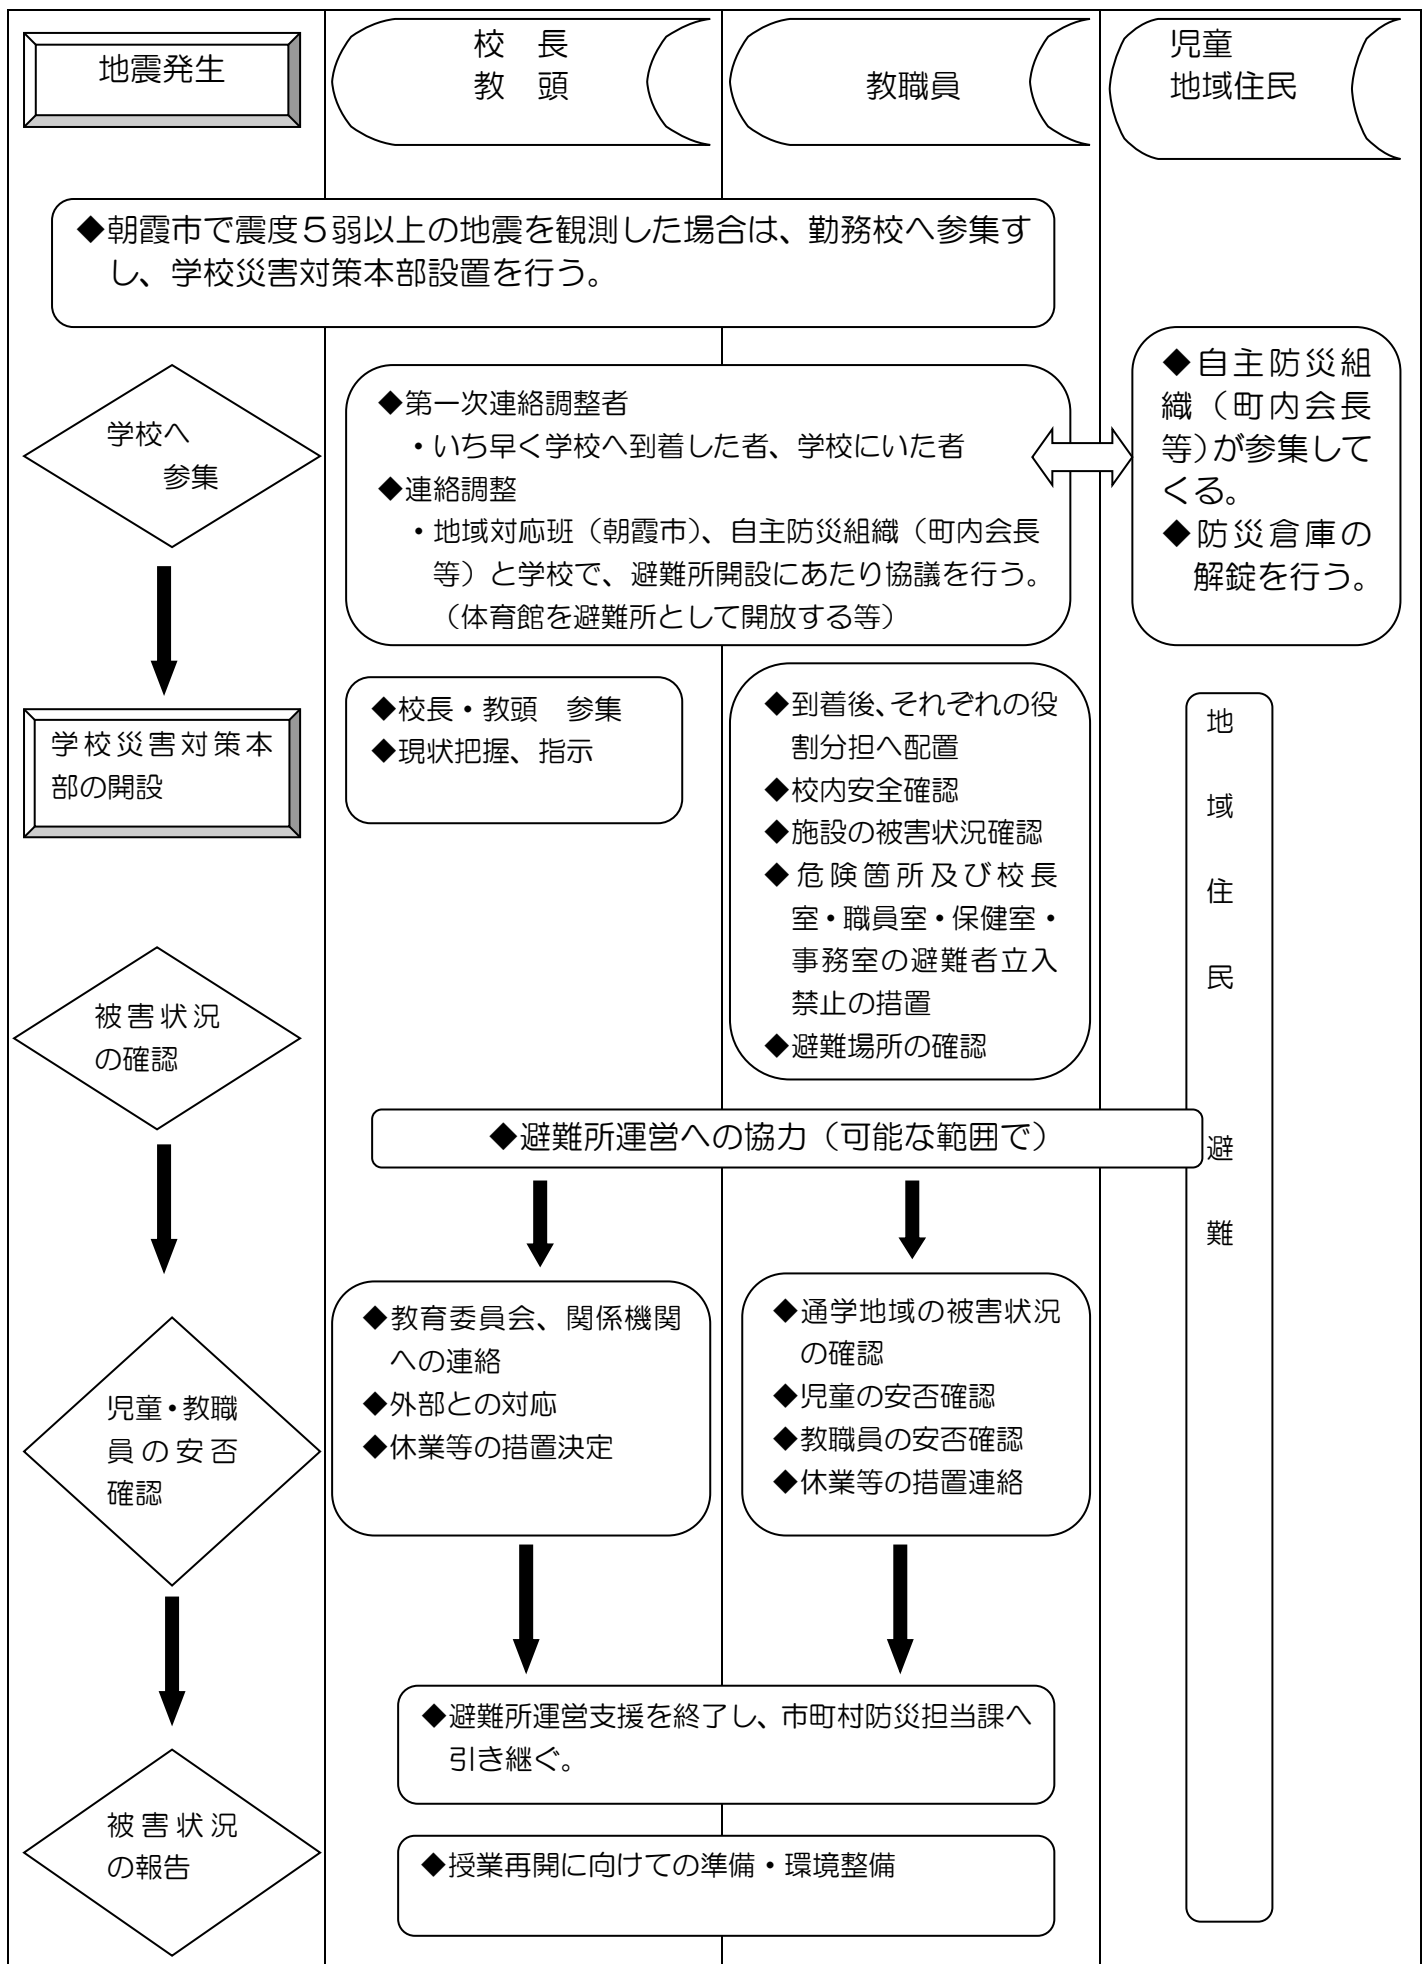 地震発生
校　長
教　頭
教職員
児童
地域住民
◆朝霞市で震度５弱以上の地震を観測した場合は、勤務校へ参集す
し、学校災害対策本部設置を行う。
学校へ
参集
◆第一次連絡調整者
・いち早く学校へ到着した者、学校にいた者
◆連絡調整
・地域対応班（朝霞市）、自主防災組織（町内会長
等）と学校で、避難所開設にあたり協議を行う。
（体育館を避難所として開放する等）
◆自主防災組
織（町内会長
等）が参集して
くる。
◆防災倉庫の
解錠を行う。
学校災害対策本
部の開設
◆校長・教頭　参集
◆現状把握、指示
◆到着後、それぞれの役
割分担へ配置
◆校内安全確認
◆施設の被害状況確認
◆危険箇所及び校長
室・職員室・保健室・
事務室の避難者立入
禁止の措置
◆避難場所の確認
地域住民　避難
被害状況
の確認
◆避難所運営への協力（可能な範囲で）
児童・教職
員の安否
確認
◆教育委員会、関係機関
への連絡
◆外部との対応
◆休業等の措置決定
◆通学地域の被害状況
の確認
◆児童の安否確認
◆教職員の安否確認
◆休業等の措置連絡
◆避難所運営支援を終了し、市町村防災担当課へ
引き継ぐ。
被害状況
の報告
◆授業再開に向けての準備・環境整備